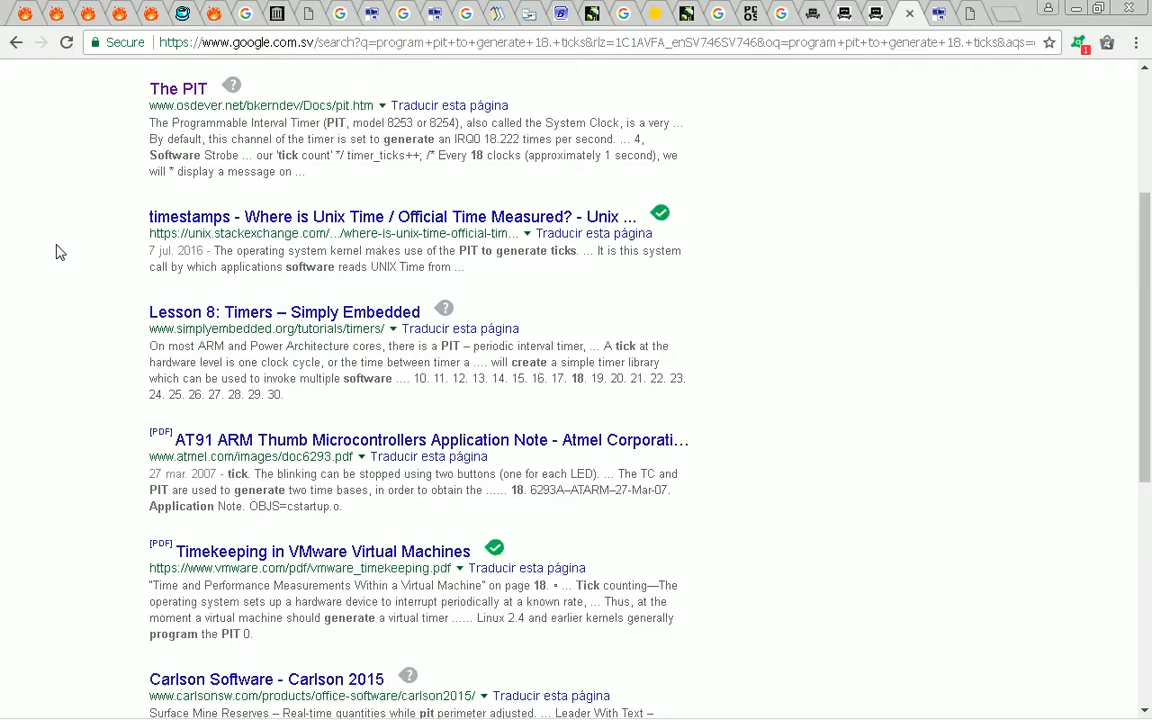 Secure https://www.google.com.sv/search?q=program+pit+to+generate+18.+ticks&rlz=1C1AVFA_enSV746SV746&oq=program+pit+to+generate+18.+ticks&aqs=
1
The PIT
www.osdever.net/bkerndev/Docs/pit.htm Traducir esta página
The Programmable Interval Timer (PIT, model 8253 or 8254), also called the System Clock, is a very ...
By default, this channel of the timer is set to generate an IRQ0 18.222 times per second. ... 4,
Software Strobe ... our 'tick count' */ timer_ticks++; /* Every 18 clocks (approximately 1 second), we
will * display a message on ...
timestamps - Where is Unix Time / Official Time Measured? - Unix ...
https://unix.stackexchange.com/.../where-is-unix-time-official-tim... Traducir esta página
7 jul. 2016 - The operating system kernel makes use of the PIT to generate ticks. ... It is this system
call by which applications software reads UNIX Time from ...
Lesson 8: Timers – Simply Embedded
www.simplyembedded.org/tutorials/timers/ Traducir esta página
On most ARM and Power Architecture cores, there is a PIT – periodic interval timer, ... A tick at the
hardware level is one clock cycle, or the time between timer a .... will create a simple timer library
which can be used to invoke multiple software .... 10. 11. 12. 13. 14. 15. 16. 17. 18. 19. 20. 21. 22. 23.
24. 25. 26. 27. 28. 29. 30.
[PDF] AT91 ARM Thumb Microcontrollers Application Note - Atmel Corporati...
www.atmel.com/images/doc6293.pdf Traducir esta página
27 mar. 2007 - tick. The blinking can be stopped using two buttons (one for each LED). ... The TC and
PIT are used to generate two time bases, in order to obtain the ...... 18. 6293A–ATARM–27-Mar-07.
Application Note. OBJS=cstartup.o.
[PDF] Timekeeping in VMware Virtual Machines
https://www.vmware.com/pdf/vmware_timekeeping.pdf Traducir esta página
"Time and Performance Measurements Within a Virtual Machine" on page 18. ▪ ... Tick counting—The
operating system sets up a hardware device to interrupt periodically at a known rate, ... Thus, at the
moment a virtual machine should generate a virtual timer ...... Linux 2.4 and earlier kernels generally
program the PIT 0.
Carlson Software - Carlson 2015
www.carlsonsw.com/products/office-software/carlson2015/ Traducir esta página
Surface Mine Reserves – Real-time quantities while pit perimeter adjusted. ... Leader With Text –